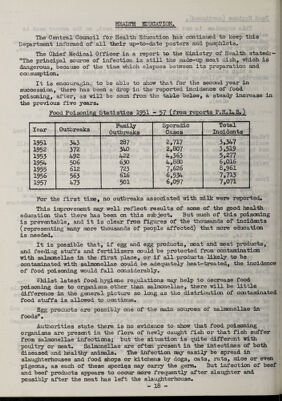 HEALTH EDUCATION.
The Central Council for Health Education has continued to keep this
Department informed of all their up-to-date posters and pamphlets.
The Chief Medical Officer in a report to the Ministry of Health stated:-
"The principal source of infection is still the made-up meat dish, which is
dangerous, because of the time which elapses between its preparation and
consumption.
It is encouraging to be able to show that for the second year in
succession, there has been a drop in the reported incidence of food
poisoning, after, as will be seen from the table below, a steady increase in
the previous five years.
Food Poisoning Statistics 1951 - 57 (from reports P.H.L.S.)
Year Outbreaks Family Outbreaks Sporadic Cases Total Incidents
1951 343 287 2,717 3,347
1952 372 340 2,807 3,519
1953 492 422 4,363 5,277
1954 506 630 4,880 6,016
1955 612 723 7,626 8,961
1956 563 616 6,534 7,713
1957 473 501 6,097 7,071
For the first time, no outbreaks associated with milk were reported.
This improvement may well reflect results of some of the good health
education that there has been on this subject. But much of this poisoning
is preventable, and it is clear from figures of the thousands of incidents
(representing many more thousands of people affected) that more education
is needed.
It is possible that, if egg and egg products, meat and meat products,
and feeding stuffs and fertilisers could be protected from contamination
with salmonellae in the first place, or if all products likely to be
contaminated with salmonellae could be adequately heat-treated, the incidence
of food poisoning would fall considerably.
Whilst latest food hygiene regulations may help to decrease food
poisoning due to organisms other than salmonellae, there will be little
difference in the general picture so long as the distribution of contaminated
food stuffs is allowed to continue.
Egg products are possibly one of the main sources of salmonellae in
foods".
Authorities state there is no evidence to show that food poisoning
organisms are present in the flora of newly caught fish or that fish suffer
from salmonellae infections; but the situation is quite different with
poultry or meat. Salmonellae are often present in the intestines of both
diseased and healthy animals. The infection may easily be spread in
slaughterhouses and food shops or kitchens by dogs, cats, rats, mice or even
pigeons, as each of these species may carry the germ. But infection of beef
and beef products appears to occur more frequently after slaughter and
possibly after the meat has left the slaughterhouse.
- 18 -